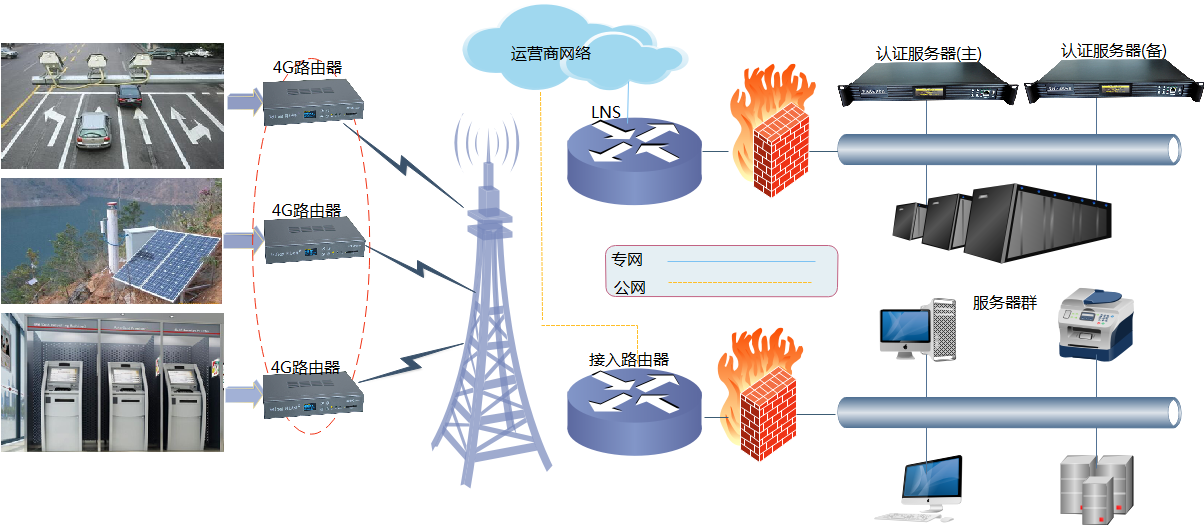 运营商网络
认证服务器(主)
认证服务器(备)
4G路由器
LNS
4G路由器
专网
公网
服务器群
4G路由器
接入路由器